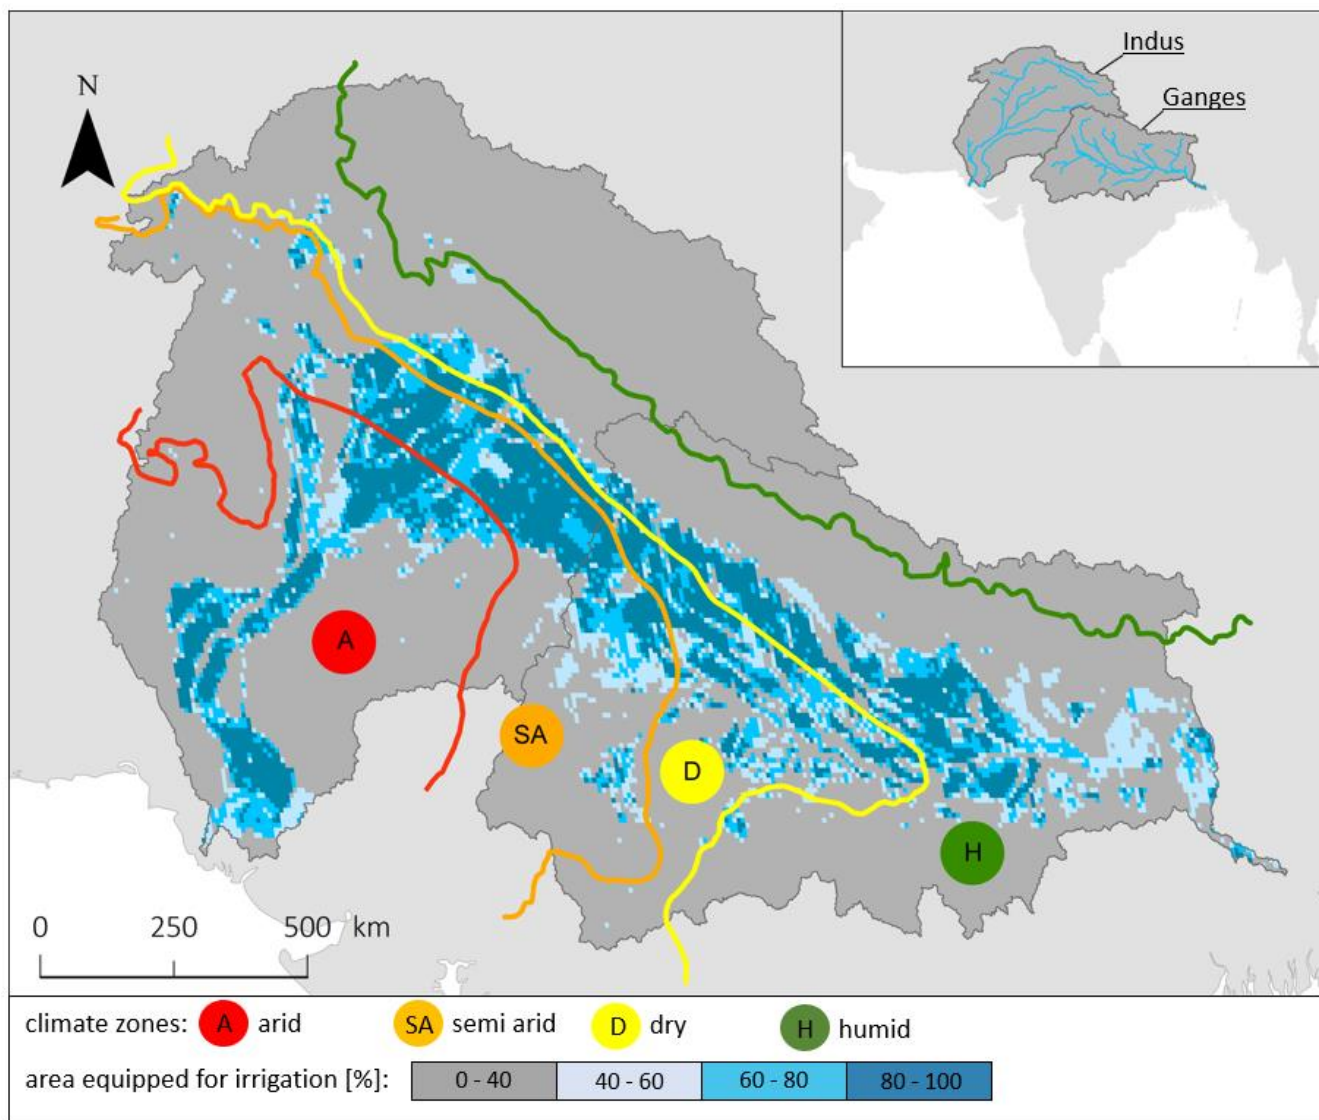 Indus
Ganges
N
A
SA
D
H
0 250 500 km
climate zones: A arid SA semi arid D dry H humid
area equipped for irrigation [%]: 0 - 40 40 - 60 60 - 80 80 - 100